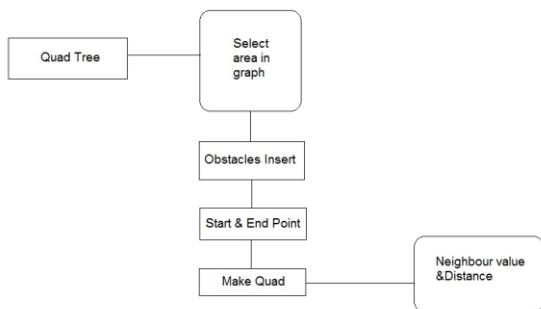 Quad Tree
Select
area in
graph
Obstacles Insert
Start & End Point
Make Quad
Neighbour value
&Distance